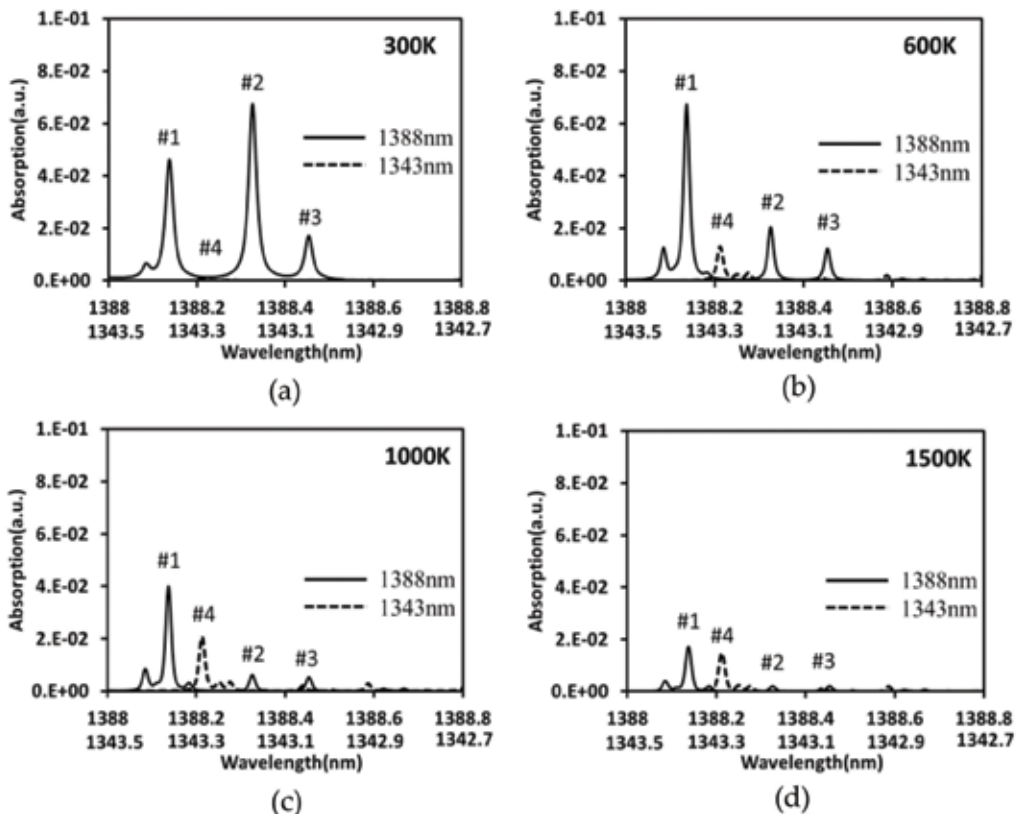 1.E-01
300K
8.E-02
#2
6.E-02
#1
1388nm
4.E-02
1343nm
#3
2.E-02
#4
0.E+00
Absorption(a.u.)
1388 1388.2 1388.4 1388.6 1388.8
1343.5 1343.3 1343.1 1342.9 1342.7
Wavelength(nm)
(a)
1.E-01
600K
8.E-02
#1
6.E-02
1388nm
4.E-02
1343nm
#4 #2 #3
2.E-02
0.E+00
Absorption(a.u.)
1388 1388.2 1388.4 1388.6 1388.8
1343.5 1343.3 1343.1 1342.9 1342.7
Wavelength(nm)
(b)
1.E-01
1000K
8.E-02
6.E-02
#1
1388nm
4.E-02
1343nm
#4
2.E-02
#2 #3
0.E+00
Absorption(a.u.)
1388 1388.2 1388.4 1388.6 1388.8
1343.5 1343.3 1343.1 1342.9 1342.7
Wavelength(nm)
(c)
1.E-01
1500K
8.E-02
6.E-02
1388nm
4.E-02
1343nm
#1 #4
2.E-02
#2 #3
0.E+00
Absorption(a.u.)
1388 1388.2 1388.4 1388.6 1388.8
1343.5 1343.3 1343.1 1342.9 1342.7
Wavelength(nm)
(d)